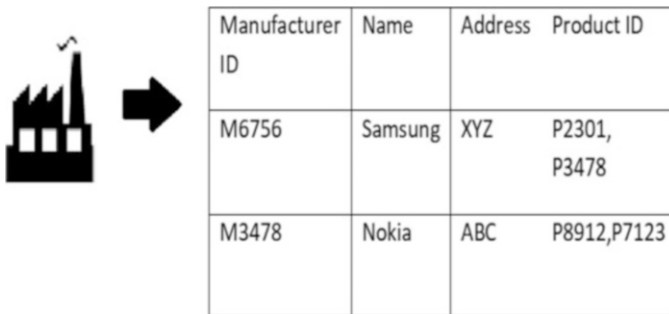 Manufacturer ID Name Address Product ID
M6756 Samsung XYZ P2301, P3478
M3478 Nokia ABC P8912,P7123